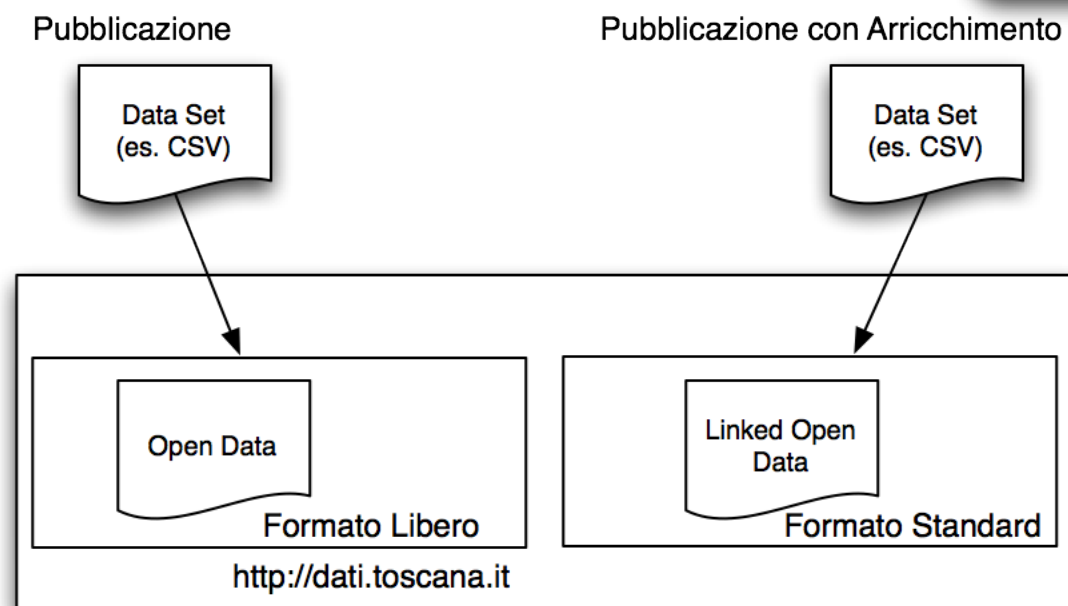 Pubblicazione
Pubblicazione con Arricchimento
Data Set
(es. CSV)
Data Set
(es. CSV)
Open Data
Formato Libero
Linked Open
Data
Formato Standard
http://dati.toscana.it